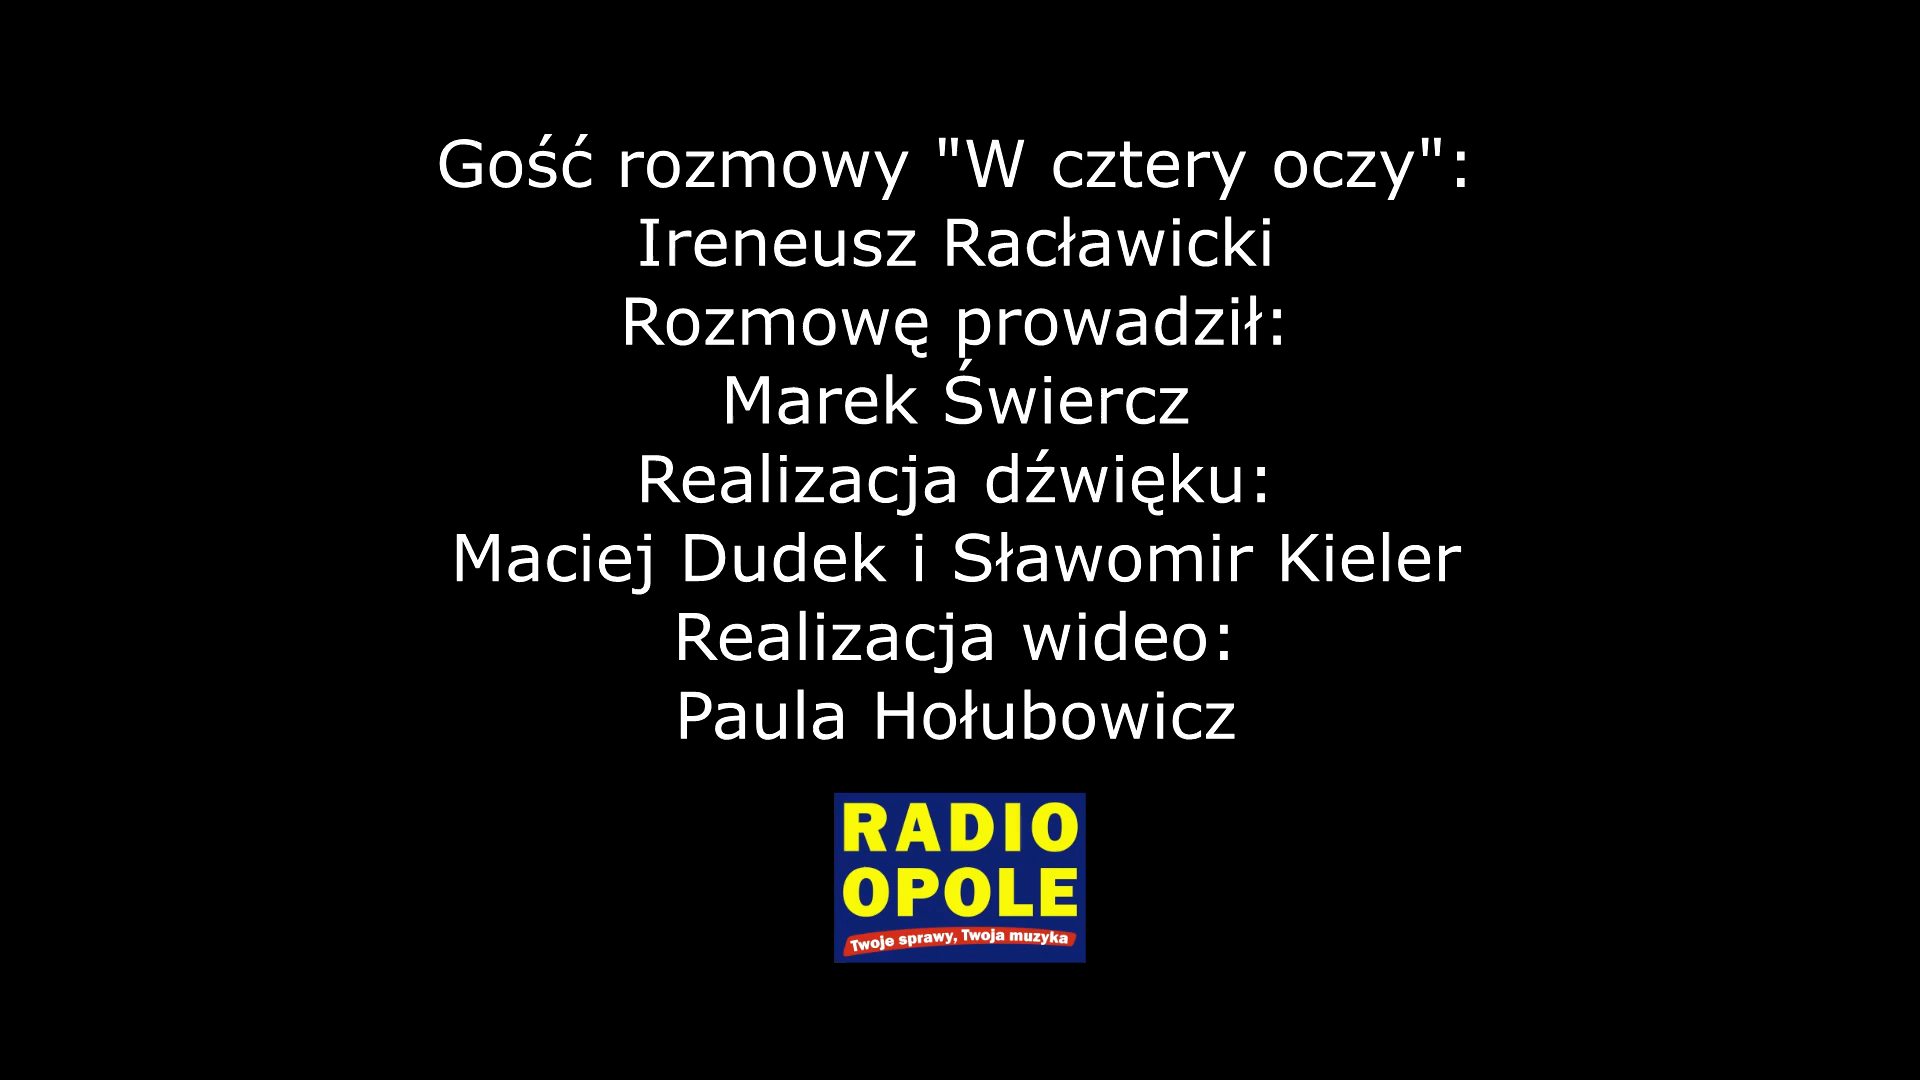 Gość rozmowy "W cztery oczy":
Ireneusz Racławicki
Rozmowę prowadził:
Marek Świercz
Realizacja dźwięku:
Maciej Dudek i Sławomir Kieler
Realizacja wideo:
Paula Hołubowicz
RADIO
OPOLE
Twoje sprawy, Twoja muzyka